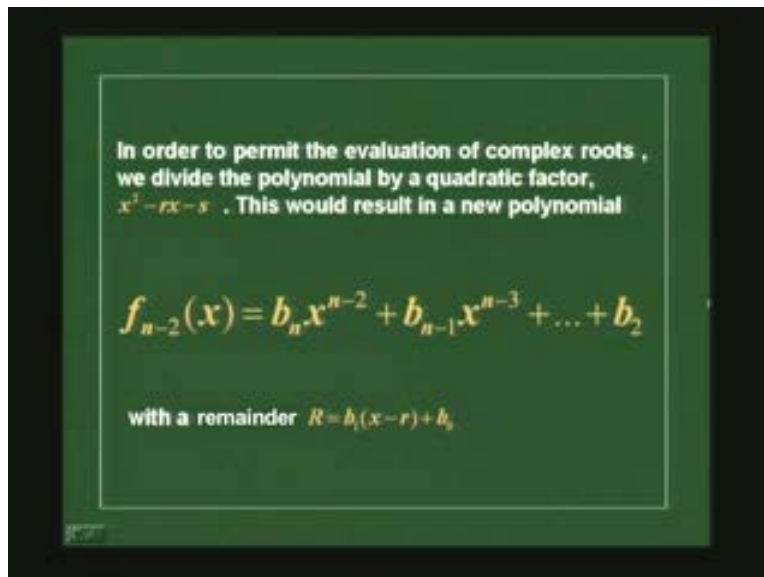 In order to permit the evaluation of complex roots ,
we divide the polynomial by a quadratic factor,
x² − rx − s . This would result in a new polynomial
fₙ₋₂(x) = bₙxⁿ⁻² + bₙ₋₁xⁿ⁻³ + ... + b₂
with a remainder R = b₁(x − r) + b₀